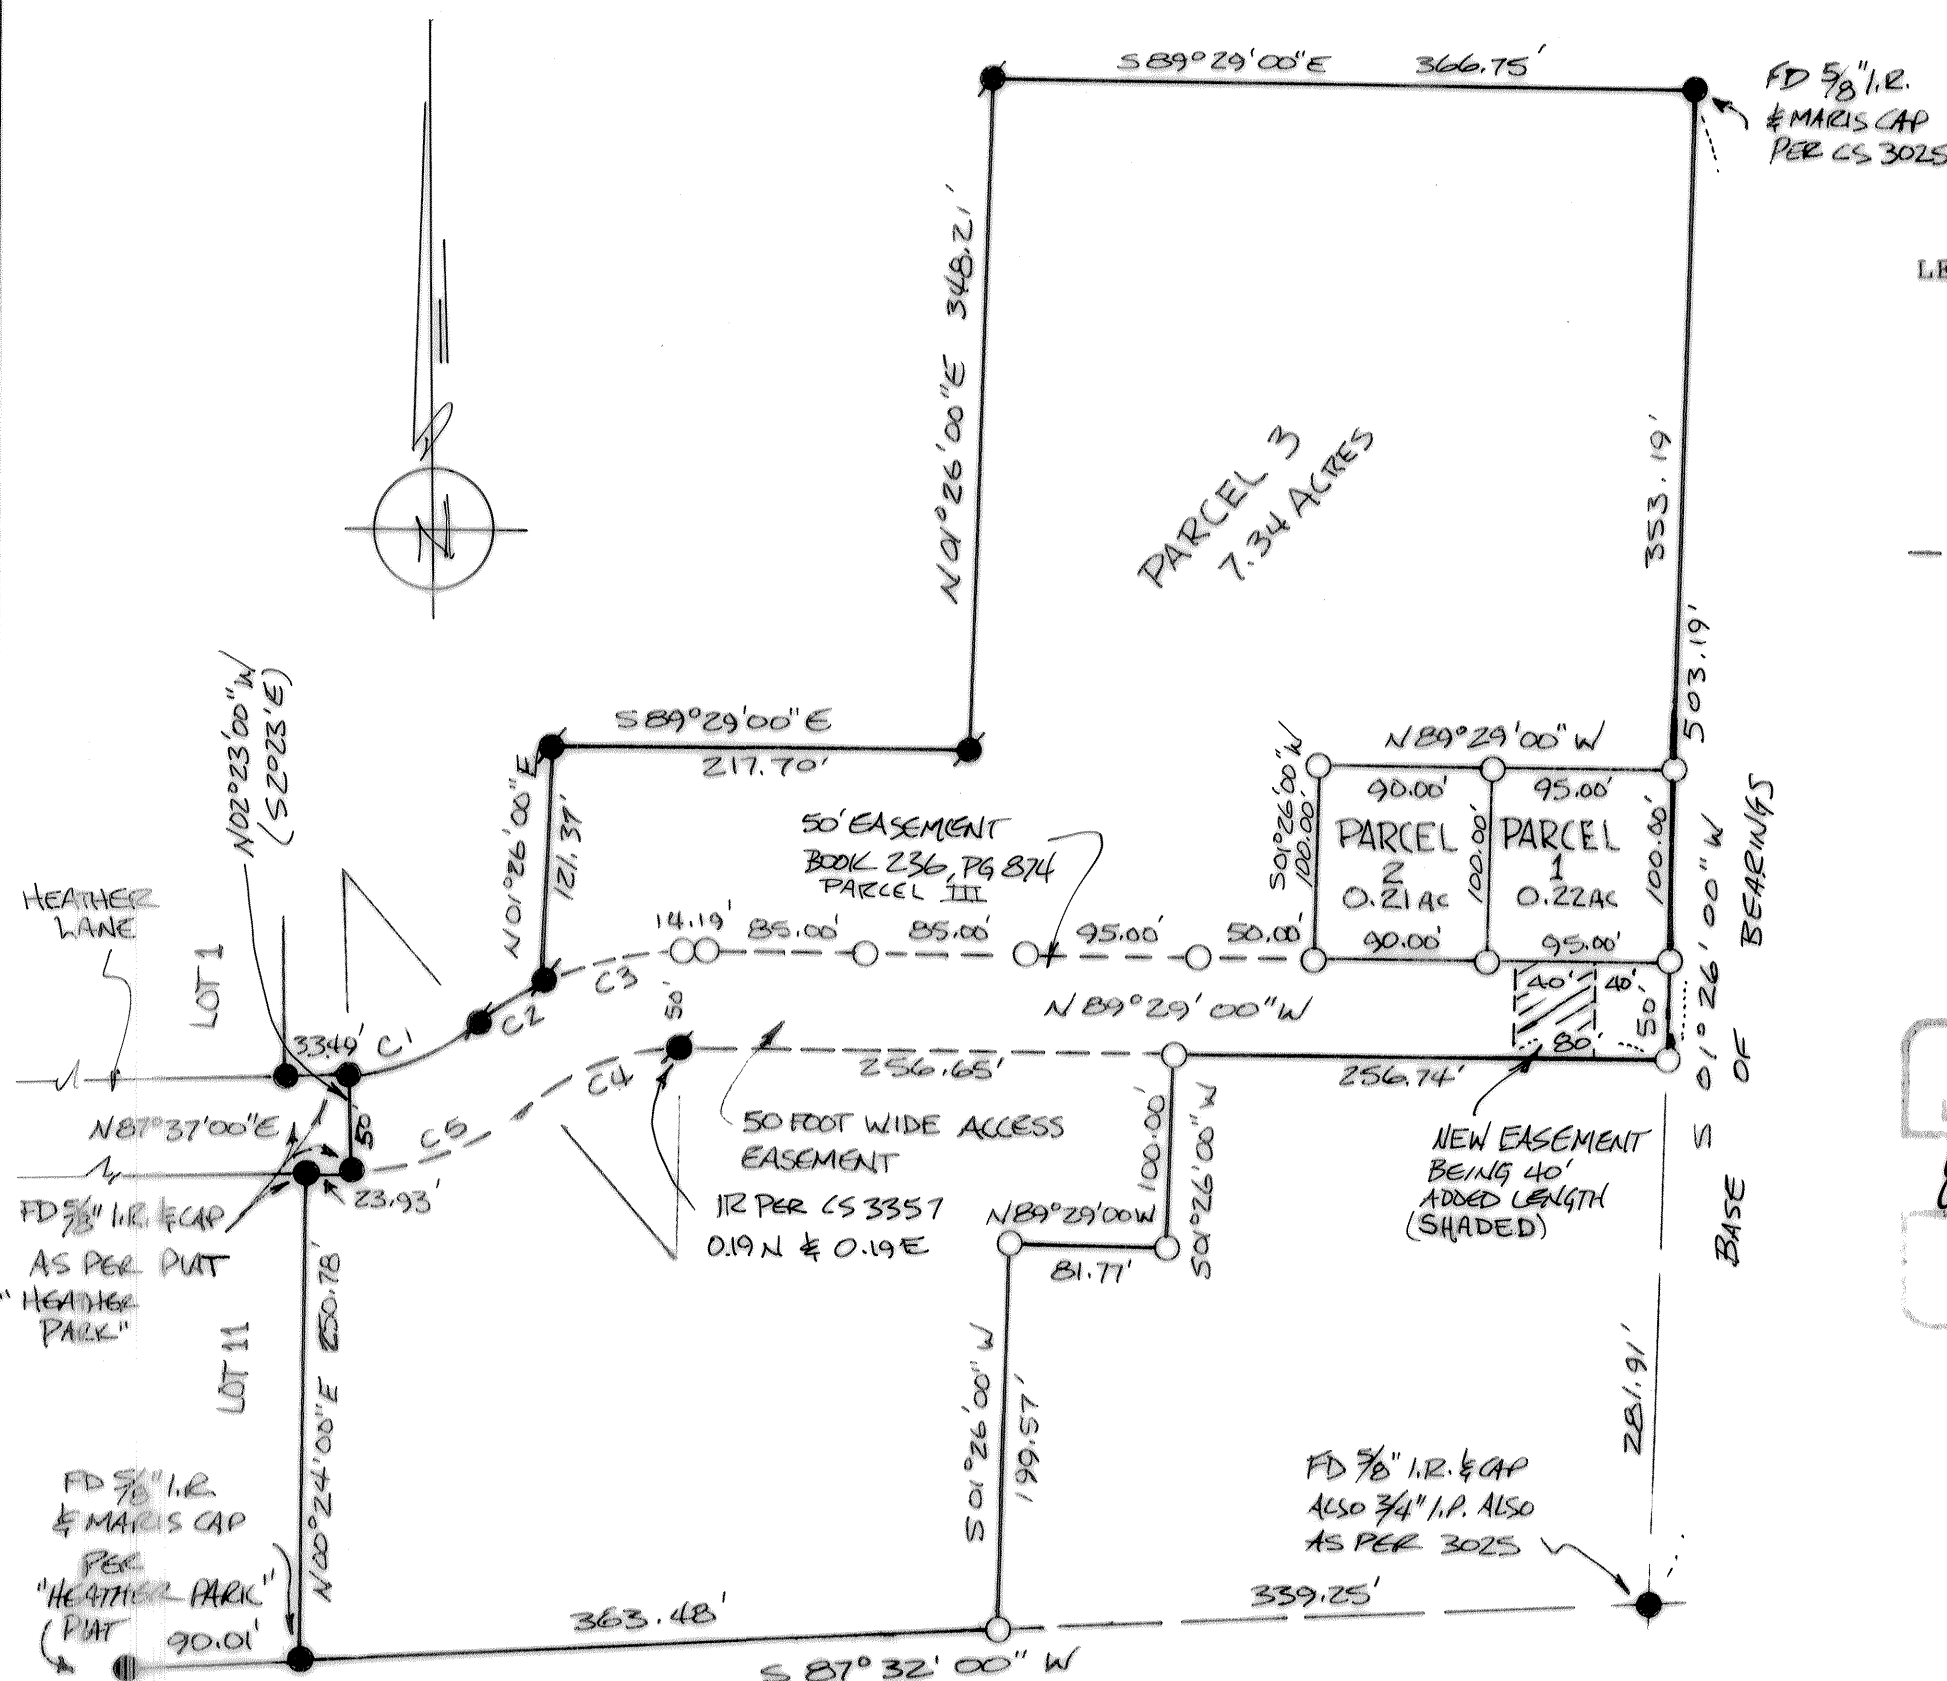 S 89°29'00"E 366.75'
FD 5/8" I.R.
& MARIS CAP
PER CS 3025
LE
N 01°26'00"E 348.21'
PARCEL 3
7.34 ACRES
353.19'
503.19'
N
N02°23'00"W
(S2°23'E)
S 89°29'00" E
217.70'
N 01°26'00"E
121.37'
N 89°29'00" W
90.00'
95.00'
S01°26'00"W
100.00'
PARCEL
2
0.21 AC
100.00'
PARCEL
1
0.22 AC
100.00'
S 01°26'00" W
BASE OF BEARINGS
50' EASEMENT
BOOK 236, PG 874
PARCEL III
HEATHER
LANE
LOT 1
14.19'
85.00'
85.00'
95.00'
50.00'
90.00'
95.00'
C3
C2
C1
33.49'
50'
N 89°29'00"W
40'
40'
80'
50'
C4
256.65'
256.74'
N87°37'00"E
50'
C5
23.93'
50 FOOT WIDE ACCESS
EASEMENT
IR PER CS 3357
0.19 N & 0.19 E
100.00'
S01°26'00"W
NEW EASEMENT
BEING 40'
ADDED LENGTH
(SHADED)
FD 5/8" I.R. & CAP
AS PER PLAT
"HEATHER
PARK"
N89°29'00W
81.77'
LOT 11
N00°24'00"E 250.78'
S 01°26'00" W
199.57'
281.91'
FD 5/8" I.R.
& MARIS CAP
PER
"HEATHER PARK"
PLAT
90.01'
FD 5/8" I.R. & CAP
ALSO 3/4" I.P. ALSO
AS PER 3025
363.48'
339.25'
S 87°32'00" W